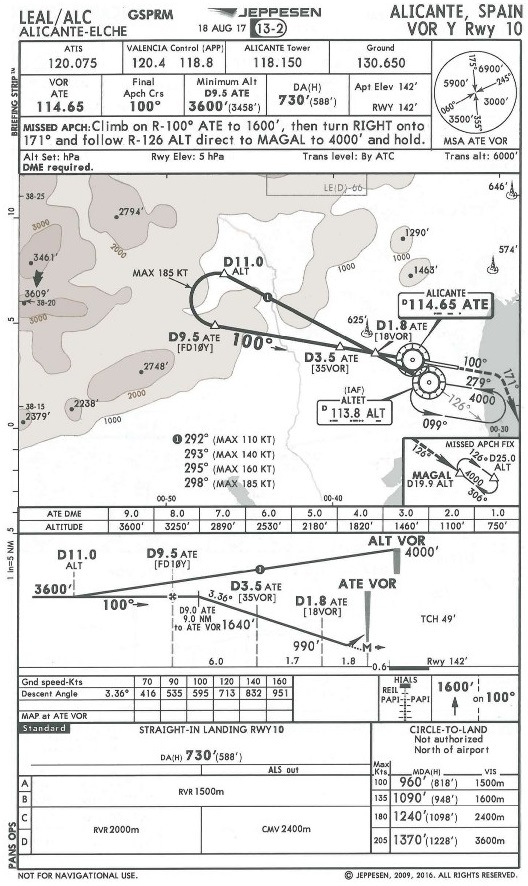 LEAL/ALC
ALICANTE-ELCHE
GSPRM
JEPPESEN
18 AUG 17
13-2
ALICANTE, SPAIN
VOR Y Rwy 10
BRIEFING STRIP™
ATIS
120.075
VALENCIA Control (APP)
120.4 118.8
ALICANTE Tower
118.150
Ground
130.650
VOR
ATE
114.65
Final
Apch Crs
100°
Minimum Alt
D9.5 ATE
3600'(3458')
DA(H)
730'(588')
Apt Elev 142'
RWY 142'
MISSED APCH: Climb on R-100° ATE to 1600', then turn RIGHT onto
171° and follow R-126 ALT direct to MAGAL to 4000' and hold.
Alt Set: hPa
Rwy Elev: 5 hPa
Trans level: By ATC
Trans alt: 6000'
DME required.
175°
6900'
245°
5900'
3000'
060°
3500'
355°
MSA ATE VOR
LE(D)-66
646'
38-25
2794'
3000
2000
1290'
574'
3461'
1463'
1000
3609'
38-20
3000
MAX 185 KT
D11.0
ALT
ALICANTE
D 114.65 ATE
625'
D1.8 ATE
[18VOR]
D9.5 ATE
[FD10Y]
100°
D3.5 ATE
[35VOR]
100°
171°
279°
4000
126°
099°
(IAF)
ALTET
D 113.8 ALT
2748'
2000
2238'
1000
38-15
2379'
00-30
10
5
0
1 292° (MAX 110 KT)
293° (MAX 140 KT)
295° (MAX 160 KT)
298° (MAX 185 KT)
MISSED APCH FIX
126°
126°
D25.0
ALT
4000
MAGAL
D19.9 ALT
306°
00-50
00-40
5
1 in=5 NM
ATE DME 9.0 8.0 7.0 6.0 5.0 4.0 3.0 2.0 1.0
ALTITUDE 3600' 3250' 2890' 2530' 2180' 1820' 1460' 1100' 750'
ALT VOR
4000'
D11.0
ALT
D9.5 ATE
[FD10Y]
3600'
100°
1
3.36°
D3.5 ATE
[35VOR]
ATE VOR
D9.0 ATE
9.0 NM
to ATE VOR
1640'
D1.8 ATE
[18VOR]
TCH 49'
990'
M
6.0
1.7
1.8
0.6
Rwy 142'
Gnd speed-Kts 70 90 100 120 140 160
Descent Angle 3.36° 416 535 595 713 832 951
MAP at ATE VOR
HIALS
REIL
PAPI PAPI
1600'
on 100°
Standard
STRAIGHT-IN LANDING RWY10
DA(H) 730'(588')
ALS out
A
B
C
D
RVR 1500m
RVR 2000m
CMV 2400m
CIRCLE-TO-LAND
Not authorized
North of airport
Max
Kts
MDA(H) VIS
100 960' (818') 1500m
135 1090' (948') 1600m
180 1240' (1098') 2400m
205 1370' (1228') 3600m
PANS OPS
NOT FOR NAVIGATIONAL USE.
© JEPPESEN, 2009, 2016. ALL RIGHTS RESERVED.